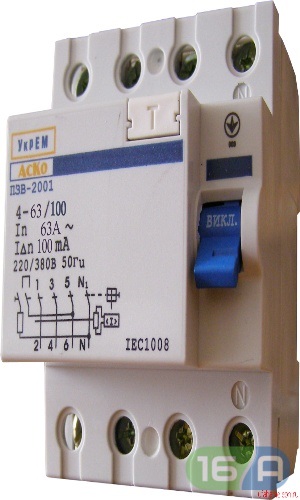 УкрЕМ
АСКО
ПЗВ-2001
T
4-63/100
In 63A ~
IΔn 100 mA
220/380В 50Гц
ВИКЛ.
1 3 5 N1
2 4 6 N
IEC1008
N
N
16A